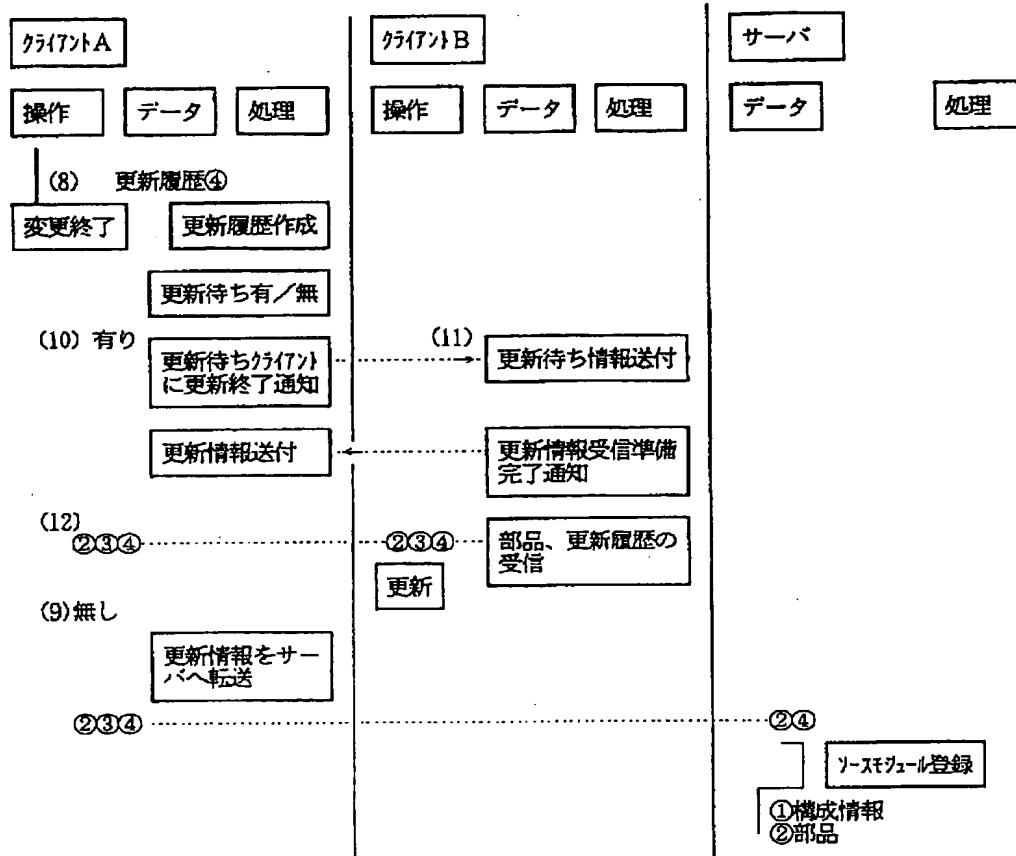 クライアントA
クライアントB
サーバ
操作
データ
処理
操作
データ
処理
データ
処理
(8) 更新履歴④
変更終了
更新履歴作成
更新待ち有/無
(10) 有り
更新待ちクライアント
に更新終了通知
(11)
更新待ち情報送付
更新情報送付
更新情報受信準備
完了通知
(12)
②③④
②③④
部品、更新履歴の
受信
更新
(9)無し
更新情報をサー
バへ転送
②③④
②④
ソースモジュール登録
①構成情報
②部品